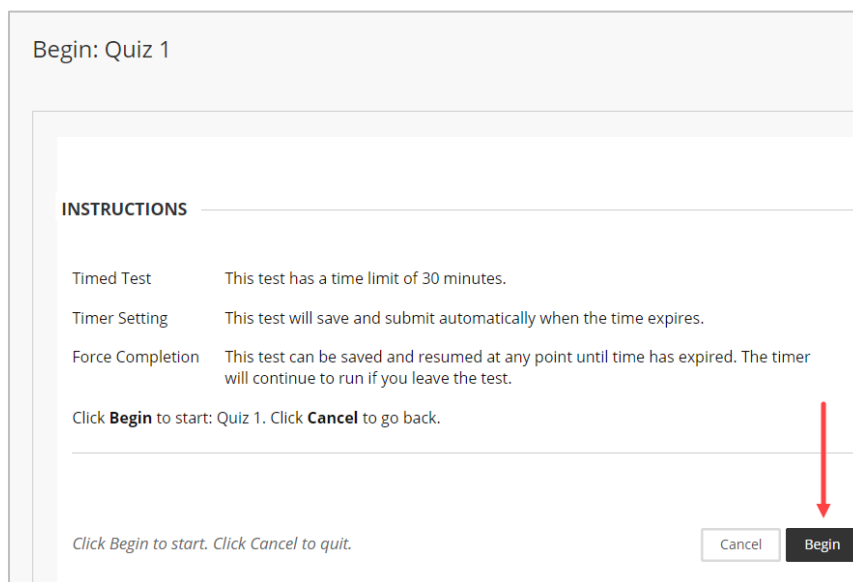 Begin: Quiz 1
INSTRUCTIONS
Timed Test This test has a time limit of 30 minutes.
Timer Setting This test will save and submit automatically when the time expires.
Force Completion This test can be saved and resumed at any point until time has expired. The timer
will continue to run if you leave the test.
Click Begin to start: Quiz 1. Click Cancel to go back.
Click Begin to start. Click Cancel to quit. Cancel Begin